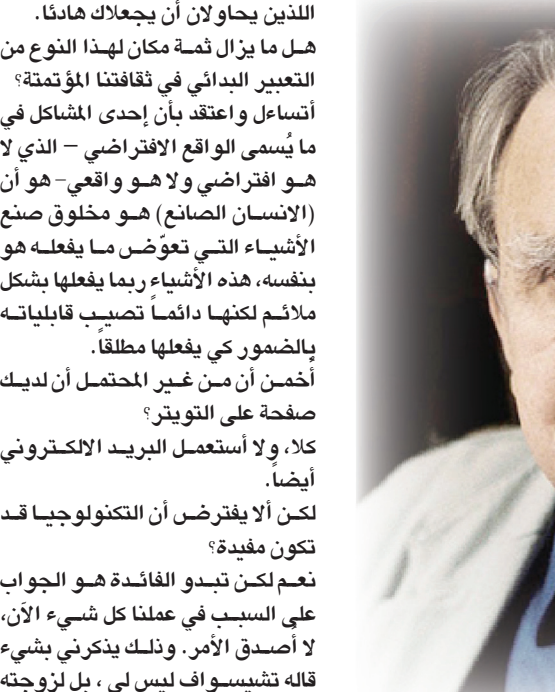 اللذين يحاولان أن يجعلاك هادئا.
هل ما يزال ثمة مكان لهذا النوع من
التعبير البدائي في ثقافتنا المؤتمتة؟
أتساءل واعتقد بأن إحدى المشاكل في
ما يُسمى الواقع الافتراضي – الذي لا
هو افتراضي ولا هو واقعي- هو أن
(الانسان الصانع) هو مخلوق صنع
الأشياء التي تعوّض ما يفعله هو
بنفسه، هذه الأشياء ربما يفعلها بشكل
ملائم لكنها دائماً تصيب قابلياته
بالضمور كي يفعلها مطلقاً.
أخمن أن من غير المحتمل أن لديك
صفحة على التويتر؟
كلا، ولا أستعمل البريد الالكتروني
أيضاً.
لكن ألا يفترض أن التكنولوجيا قد
تكون مفيدة؟
نعم لكن تبدو الفائدة هو الجواب
على السبب في عملنا كل شيء الآن،
لا أصدق الأمر. وذلك يذكرني بشيء
قاله تشيسواف ليس لي ، بل لزوجته